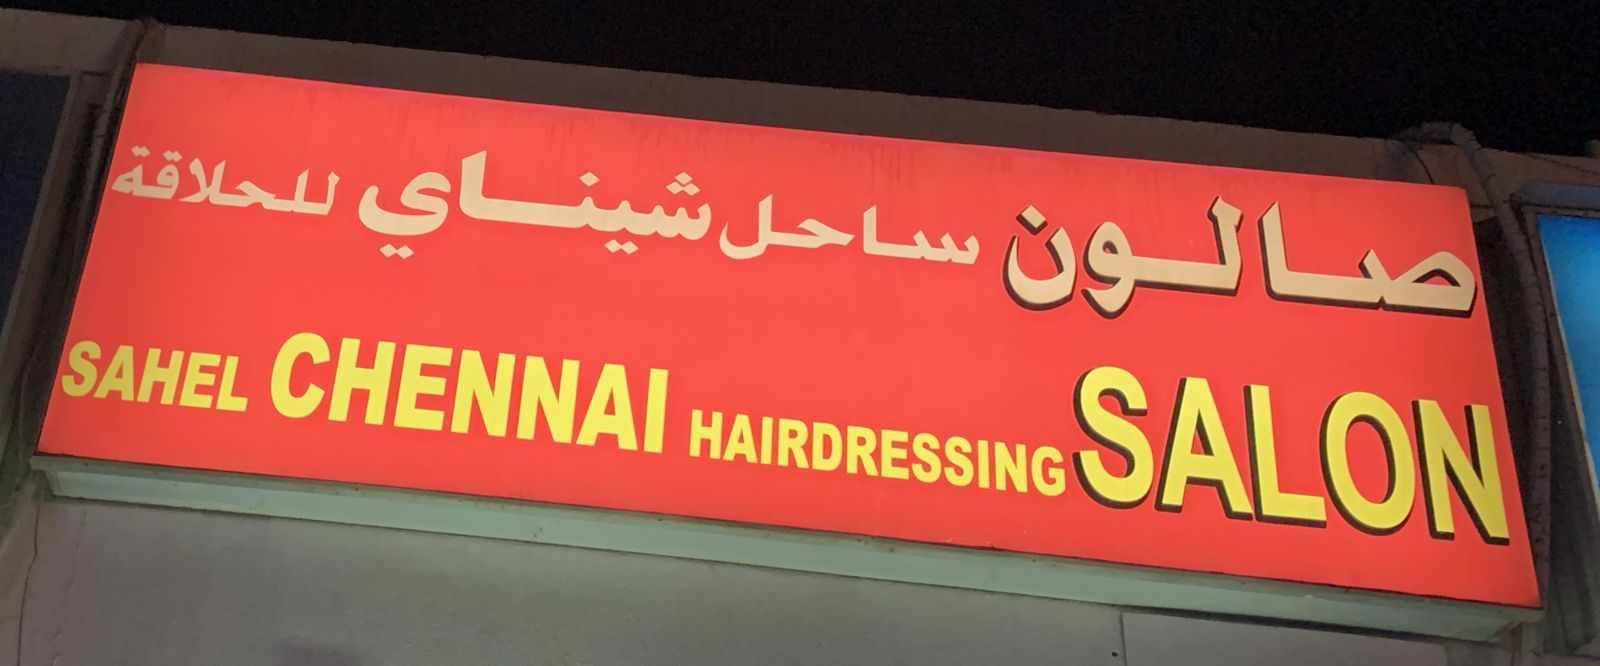 صالون ساحل شيناي للحلاقة
SAHEL CHENNAI HAIRDRESSING SALON